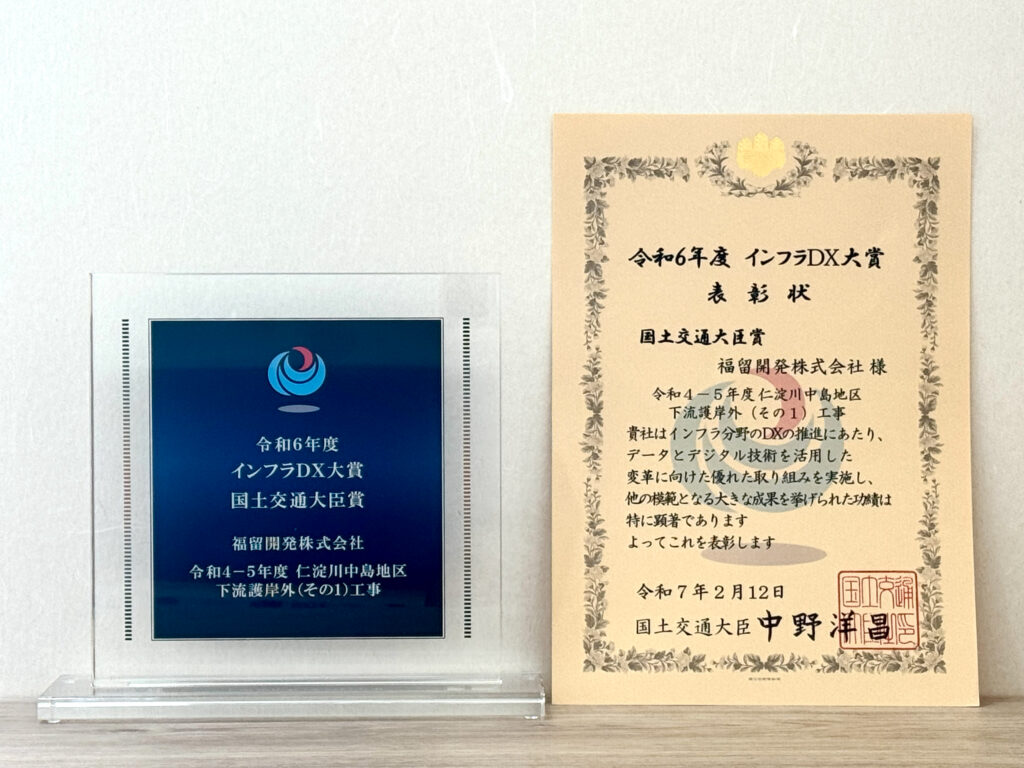 令和6年度
インフラDX大賞
国土交通大臣賞
福留開発株式会社
令和4−5年度 仁淀川中島地区
下流護岸外(その1)工事
令和6年度 インフラDX大賞
表彰状
国土交通大臣賞
福留開発株式会社 様
令和4−5年度 仁淀川中島地区
下流護岸外(その1)工事
貴社はインフラ分野のDXの推進にあたり、
データとデジタル技術を活用した
変革に向けた優れた取り組みを実施し、
他の模範となる大きな成果を挙げられた功績は
特に顕著であります
よってこれを表彰します
令和7年2月12日
国土交通大臣 中野洋昌